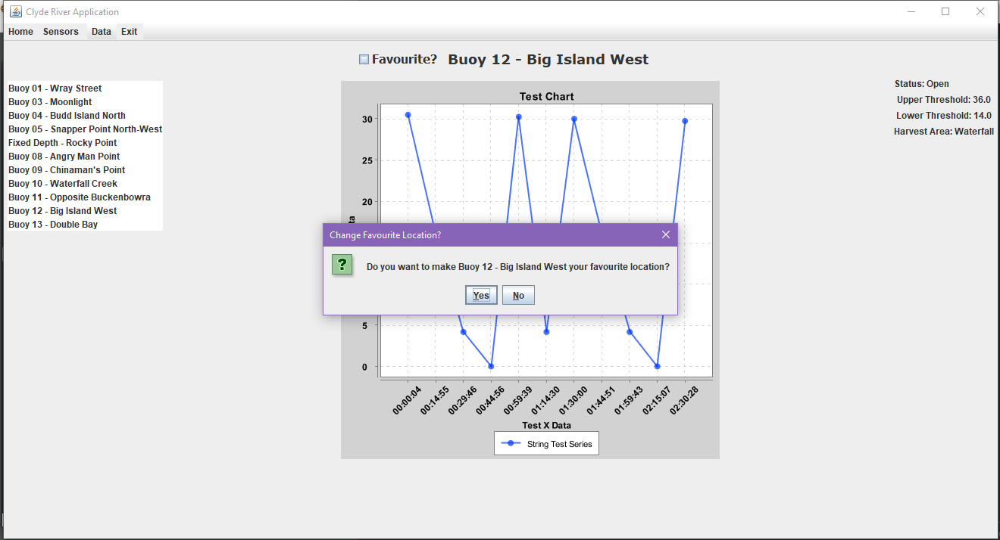 Clyde River Application
Home Sensors Data Exit
Favourite? Buoy 12 - Big Island West
Buoy 01 - Wray Street
Buoy 03 - Moonlight
Buoy 04 - Budd Island North
Buoy 05 - Snapper Point North-West
Fixed Depth - Rocky Point
Buoy 08 - Angry Man Point
Buoy 09 - Chinaman's Point
Buoy 10 - Waterfall Creek
Buoy 11 - Opposite Buckenbowra
Buoy 12 - Big Island West
Buoy 13 - Double Bay
Test Chart
30
25
20
5
0
00:00:04 00:14:55 00:29:46 00:44:56 00:59:39 01:14:30 01:30:00 01:44:51 01:59:43 02:15:07 02:30:28
Test X Data
String Test Series
Change Favourite Location?
?
Do you want to make Buoy 12 - Big Island West your favourite location?
Yes No
Status: Open
Upper Threshold: 36.0
Lower Threshold: 14.0
Harvest Area: Waterfall